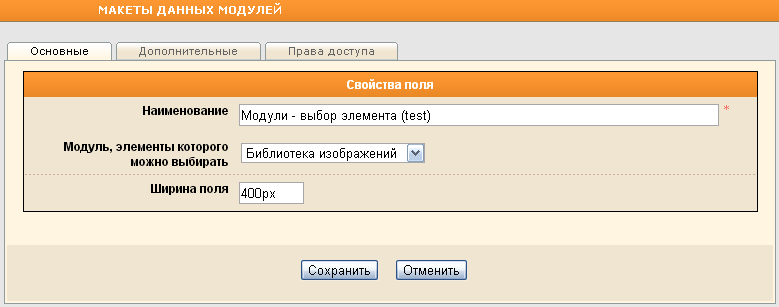 МАКЕТЫ ДАННЫХ МОДУЛЕЙ
Основные Дополнительные Права доступа
Свойства поля
Наименование Модули - выбор элемента (test) *
Модуль, элементы которого
можно выбирать Библиотека изображений
Ширина поля 400px
Сохранить Отменить